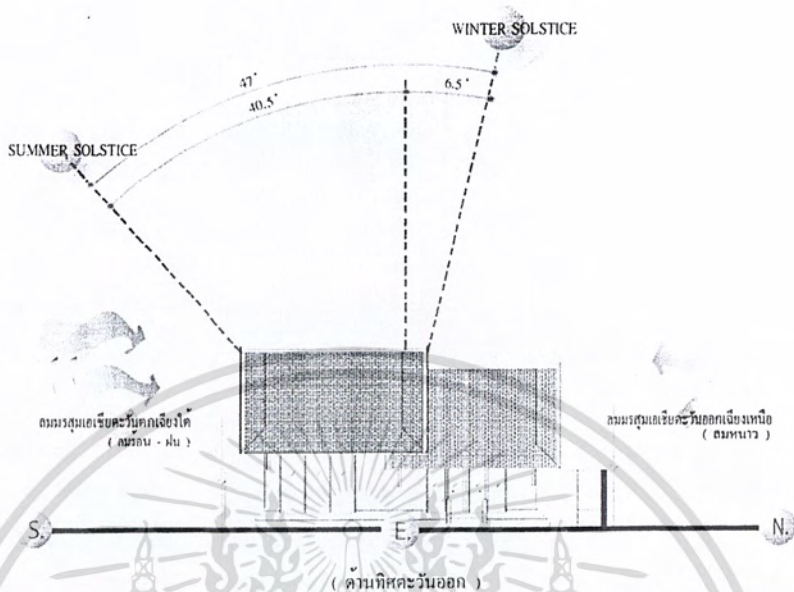 WINTER SOLSTICE
47°
6.5°
40.5°
SUMMER SOLSTICE
ลมมรสุมเอเชียตะวันตกเฉียงใต้
( ลมร้อน - ฝน )
ลมมรสุมเอเชียตะวันออกเฉียงเหนือ
( ลมหนาว )
S.
E.
N.
( ด้านทิศตะวันออก )